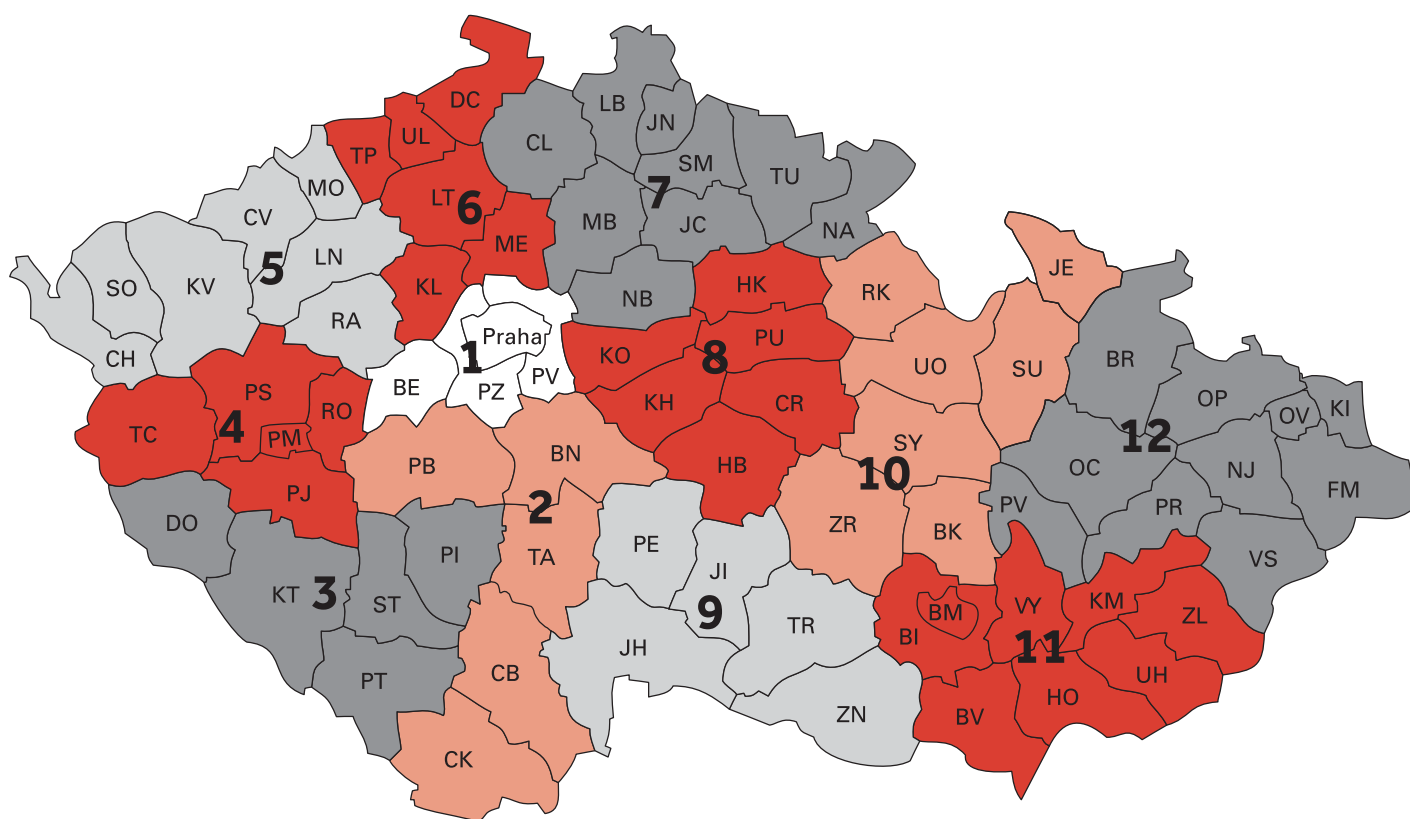 DC
LB
JN
UL
CL
TP
SM
MO
TU
LT
6
7
CV
MB
JC
NA
ME
LN
5
SO
KV
KL
NB
HK
RK
JE
RA
Praha
PU
CH
1
KO
8
BR
BE
PZ
PV
UO
SU
PS
RO
KH
CR
OP
KI
TC
4
PM
SY
12
OV
PB
BN
HB
10
OC
NJ
PJ
2
FM
DO
ZR
PV
PR
BK
PI
TA
PE
VS
KT
3
ST
JI
9
BM
VY
KM
ZL
TR
BI
JH
11
PT
CB
UH
HO
ZN
BV
CK